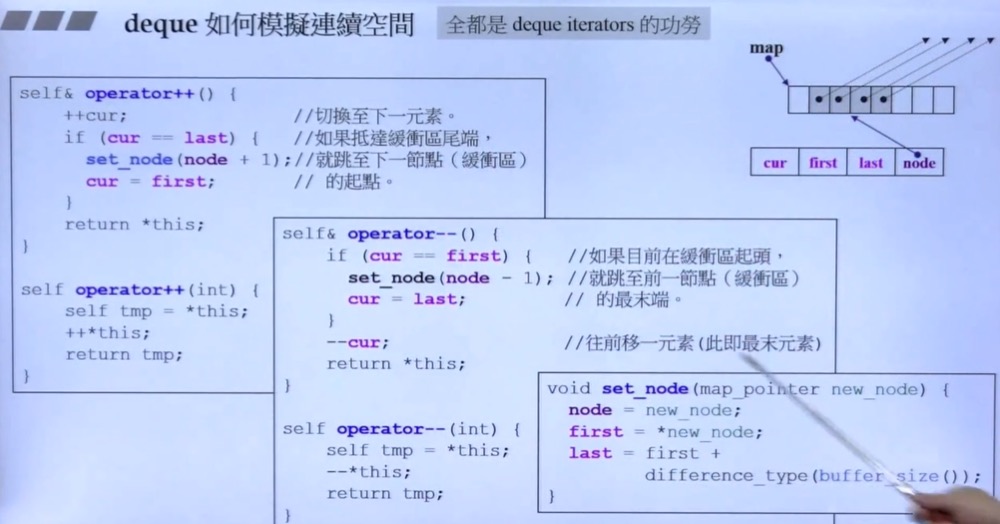 deque 如何模擬連續空間
全都是 deque iterators 的功勞
map
cur first last node
self& operator++() {
++cur; //切換至下一元素。
if (cur == last) { //如果抵達緩衝區尾端，
set_node(node + 1);//就跳至下一節點（緩衝區）
cur = first; // 的起點。
}
return *this;
}
self operator++(int) {
self tmp = *this;
++*this;
return tmp;
}
self& operator--() {
if (cur == first) { //如果目前在緩衝區起頭，
set_node(node - 1); //就跳至前一節點（緩衝區）
cur = last; // 的最末端。
}
--cur; //往前移一元素(此即最末元素)
return *this;
}
self operator--(int) {
self tmp = *this;
--*this;
return tmp;
}
void set_node(map_pointer new_node) {
node = new_node;
first = *new_node;
last = first +
difference_type(buffer_size());
}